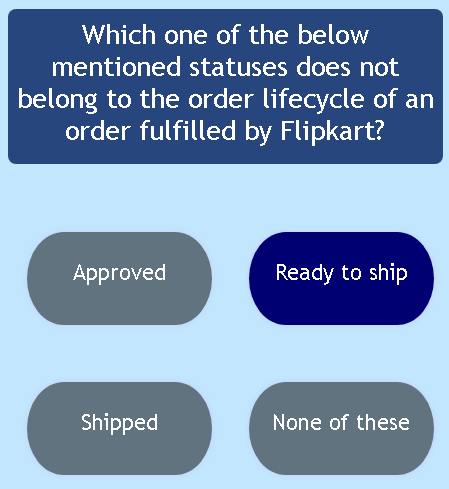 Which one of the below
mentioned statuses does not
belong to the order lifecycle of an
order fulfilled by Flipkart?
Approved
Ready to ship
Shipped
None of these